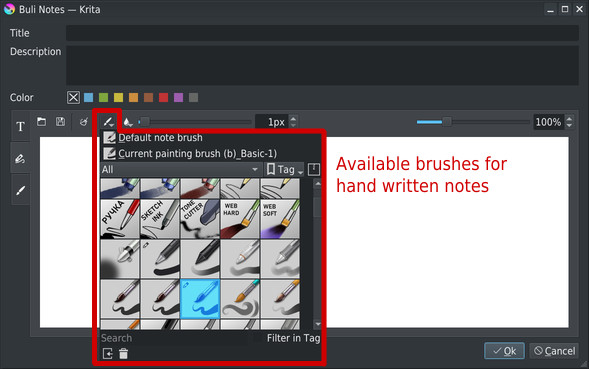 Buli Notes — Krita
Title
Description
Color
T
1px
100%
Default note brush
Current painting brush (b)_Basic-1)
All
Tag
Available brushes for
hand written notes
РУЧКА
SKETCH
INK
TONE
CUTTER
WEB
HARD
WEB
SOFT
Search
Filter in Tag
Ok
Cancel